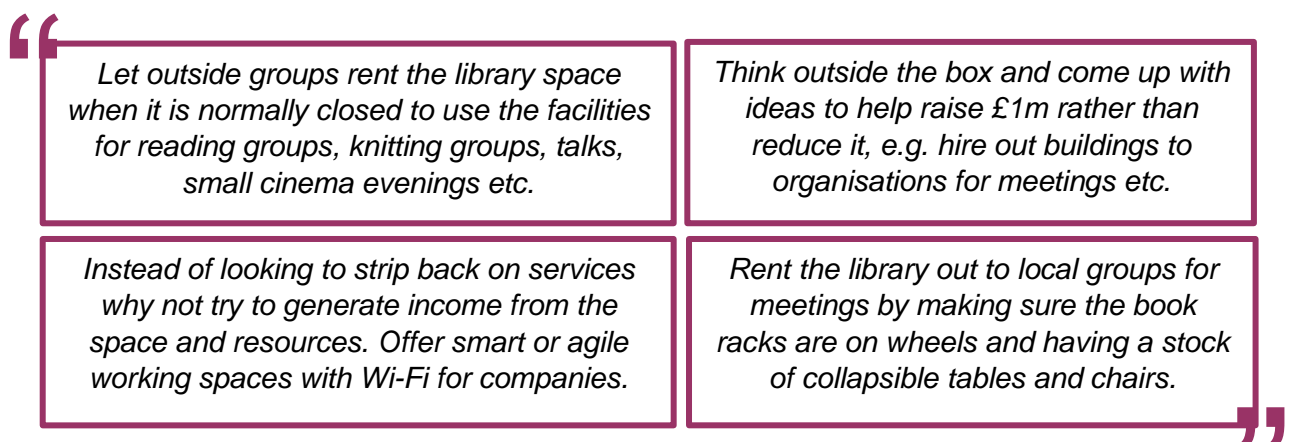 “
Let outside groups rent the library space
when it is normally closed to use the facilities
for reading groups, knitting groups, talks,
small cinema evenings etc.
Think outside the box and come up with
ideas to help raise £1m rather than
reduce it, e.g. hire out buildings to
organisations for meetings etc.
Instead of looking to strip back on services
why not try to generate income from the
space and resources. Offer smart or agile
working spaces with Wi-Fi for companies.
Rent the library out to local groups for
meetings by making sure the book
racks are on wheels and having a stock
of collapsible tables and chairs.
”